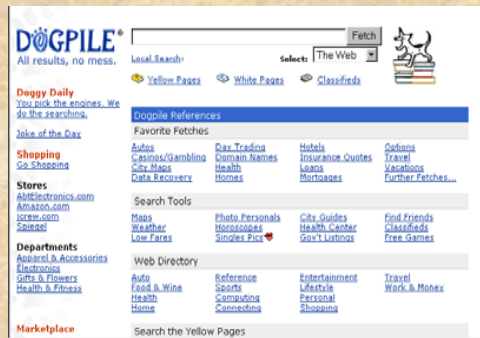 DOGPILE®
All results, no mess.
Fetch
Local Search›
Select: The Web
Yellow Pages White Pages Classifieds
Doggy Daily
You pick the engines. We
do the searching.
Joke of the Day
Shopping
Go Shopping
Stores
AbtElectronics.com
Amazon.com
jcrew.com
Spiegel
Departments
Apparel & Accessories
Electronics
Gifts & Flowers
Health & Fitness
Marketplace
Dogpile References
Favorite Fetches
Autos Day Trading Hotels Options
Casinos/Gambling Domain Names Insurance Quotes Travel
City Maps Health Loans Vacations
Data Recovery Homes Mortgages Further Fetches...
Search Tools
Maps Photo Personals City Guides Find Friends
Weather Horoscopes Health Center Classifieds
Low Fares Singles Pics Gov't Listings Free Games
Web Directory
Auto Reference Entertainment Travel
Food & Wine Sports Lifestyle Work & Money
Health Computing Personal
Home Connecting Shopping
Search the Yellow Pages